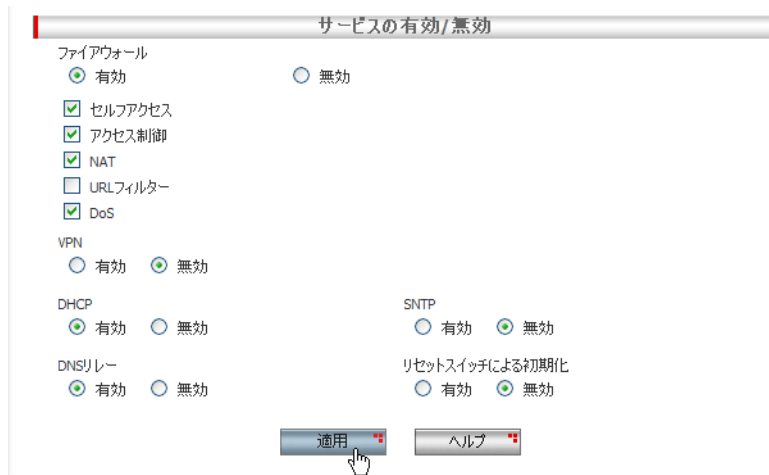 サービスの有効/無効
ファイアウォール
有効 無効
セルフアクセス
アクセス制御
NAT
URLフィルター
DoS
VPN
有効 無効
DHCP SNTP
有効 無効 有効 無効
DNSリレー リセットスイッチによる初期化
有効 無効 有効 無効
適用 ヘルプ